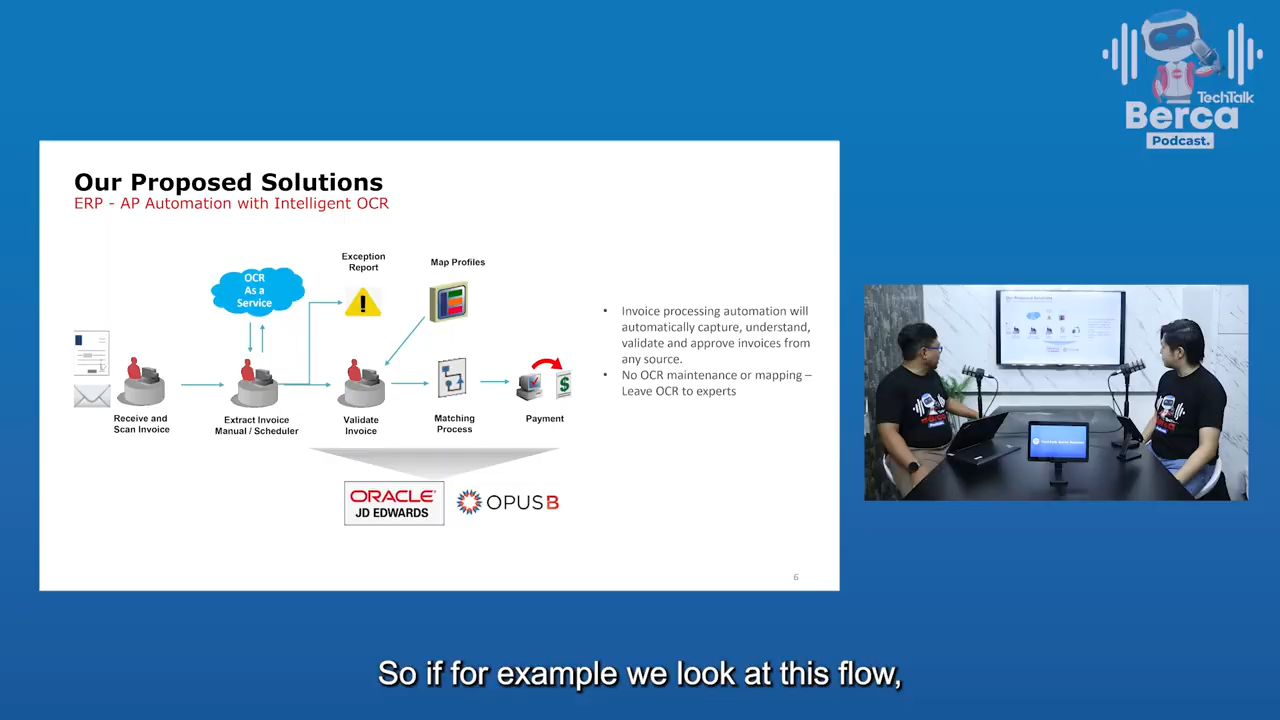 TechTalk
Berca
Podcast.
Our Proposed Solutions
ERP - AP Automation with Intelligent OCR
Exception
Report
Map Profiles
OCR
As a
Service
Receive and
Scan Invoice
Extract Invoice
Manual / Scheduler
Validate
Invoice
Matching
Process
Payment
• Invoice processing automation will
automatically capture, understand,
validate and approve invoices from
any source.
• No OCR maintenance or mapping –
Leave OCR to experts
ORACLE
JD EDWARDS
OPUSB
6
Our Proposed Solutions
So if for example we look at this flow,